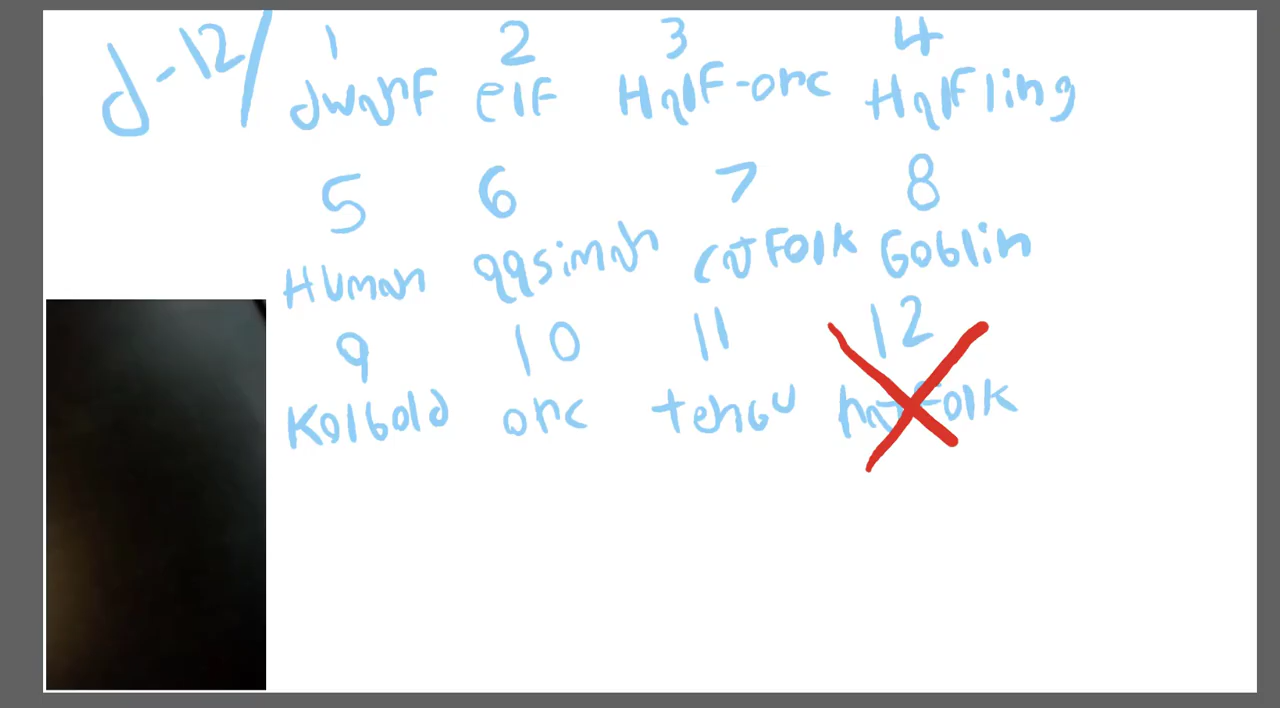 d-12/ 1 2 3 4
dwarf elf Half-orc Halfling
5 6 7 8
Human aasimar catfolk Goblin
9 10 11 12
Kolbold orc tengu ratfolk